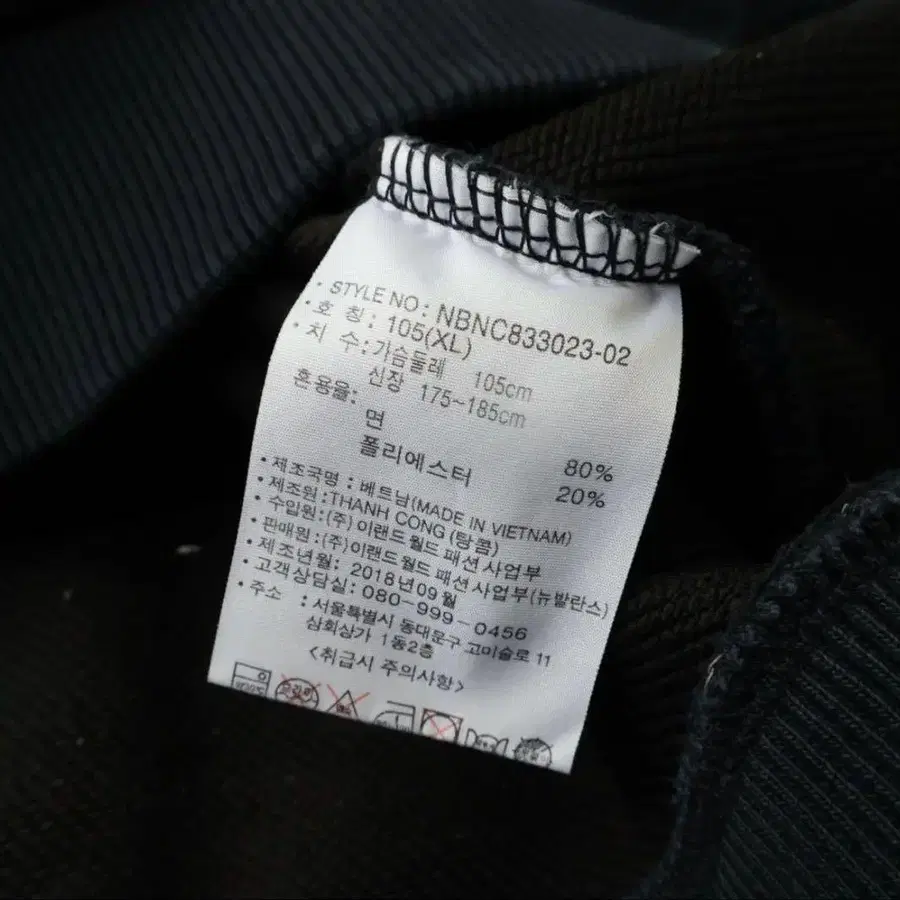 · STYLE NO : NBNC833023-02
· 호 칭 : 105(XL)
· 치 수 : 가슴둘레 105cm
신장 175~185cm
혼용율:
면 80%
폴리에스터 20%
· 제조국명 : 베트남(MADE IN VIETNAM)
· 제조원 : THANH CONG (탕콤)
· 수입원 : (주) 이랜드월드 패션사업부
· 판매원 : (주)이랜드월드 패션사업부(뉴발란스)
· 제조년월: 2018년09월
· 고객상담실: 080-999-0456
· 주소 : 서울특별시 동대문구 고미술로 11
삼희상가 1동2층
<취급시 주의사항>